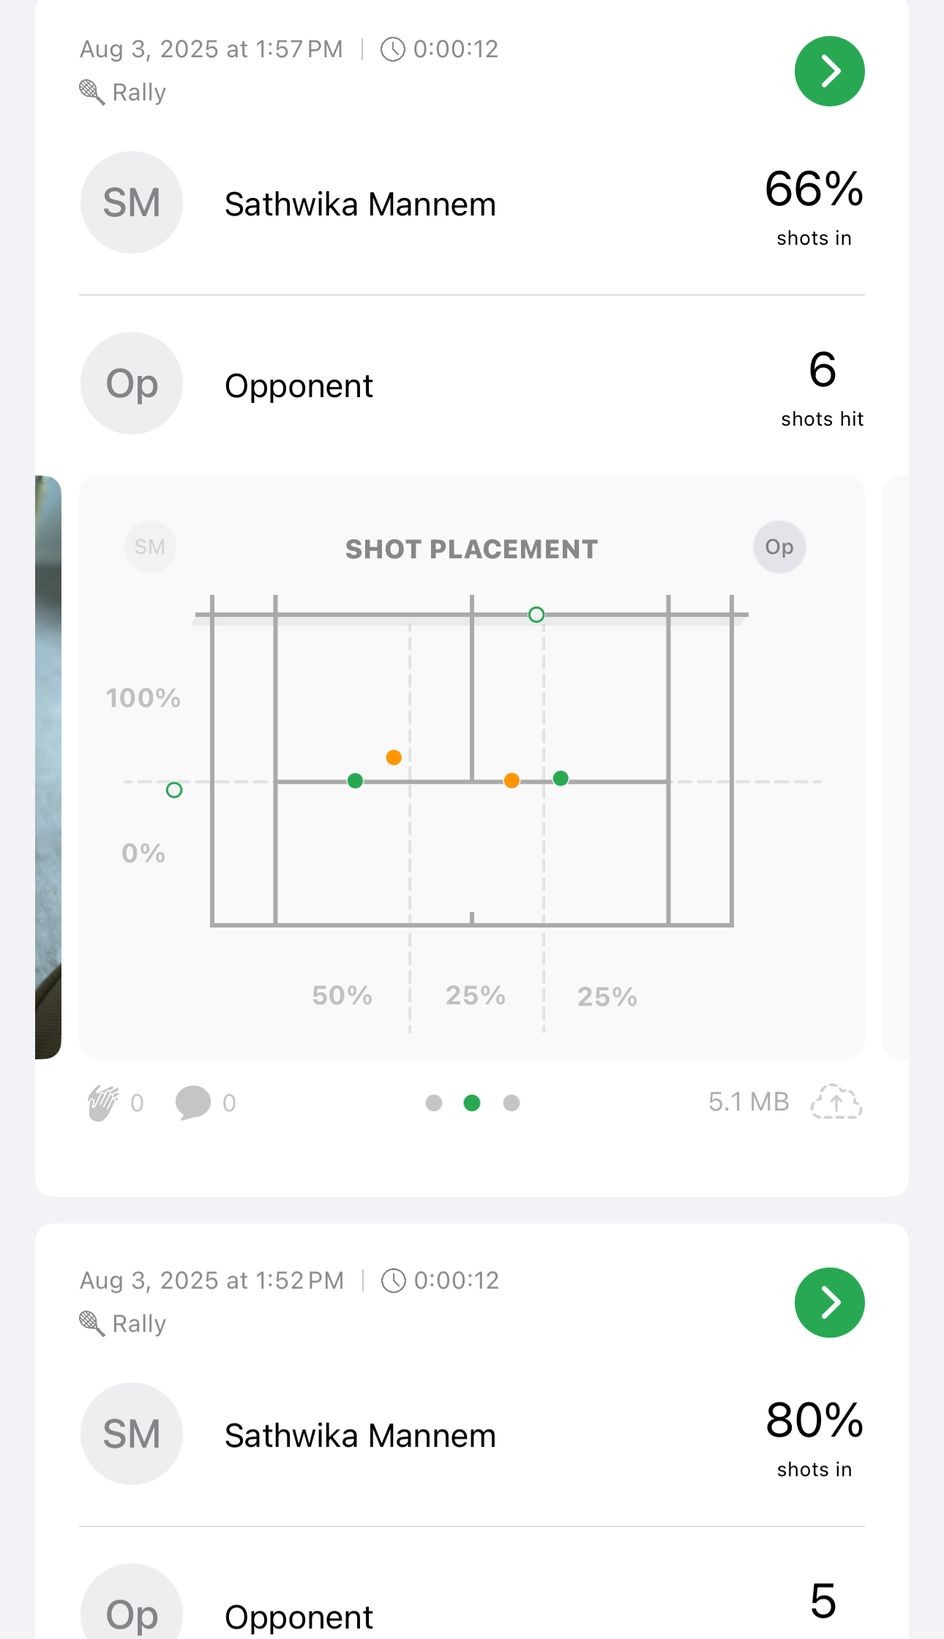 Aug 3, 2025 at 1:57 PM | 0:00:12
Rally
SM Sathwika Mannem 66%
shots in
Op Opponent 6
shots hit
SM SHOT PLACEMENT Op
100%
0%
50% 25% 25%
0 0 5.1 MB
Aug 3, 2025 at 1:52 PM | 0:00:12
Rally
SM Sathwika Mannem 80%
shots in
Op Opponent 5